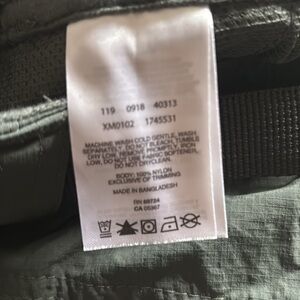 119 0918 40313
XM0102 1745531
MACHINE WASH COLD GENTLE, WASH
SEPARATELY, DO NOT BLEACH, TUMBLE
DRY LOW, REMOVE PROMPTLY, IRON
LOW, DO NOT USE FABRIC SOFTENER,
DO NOT DRY CLEAN
BODY: 100% NYLON
EXCLUSIVE OF TRIMMING
MADE IN BANGLADESH
RN 69724
CA 05367